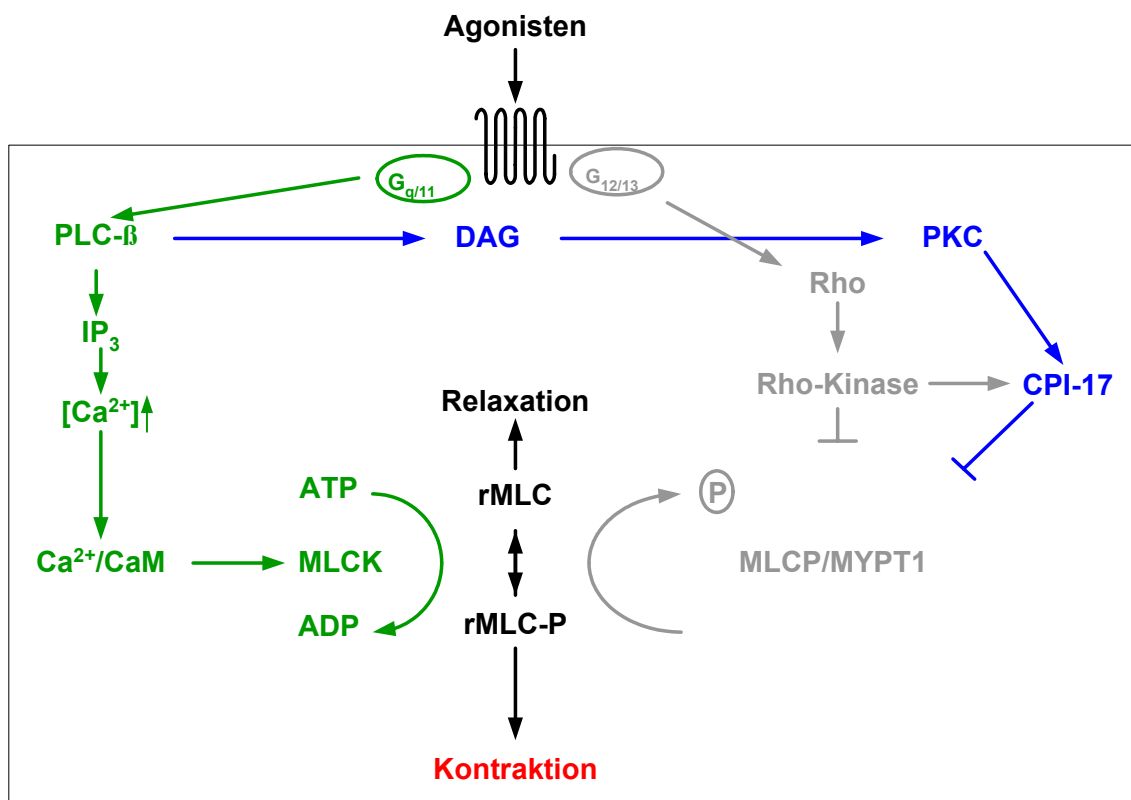 Agonisten
Gq/11
G12/13
PLC-ß
DAG
PKC
Rho
IP3
Rho-Kinase
CPI-17
[Ca2+]
Relaxation
ATP
rMLC
P
Ca2+/CaM
MLCK
MLCP/MYPT1
ADP
rMLC-P
Kontraktion